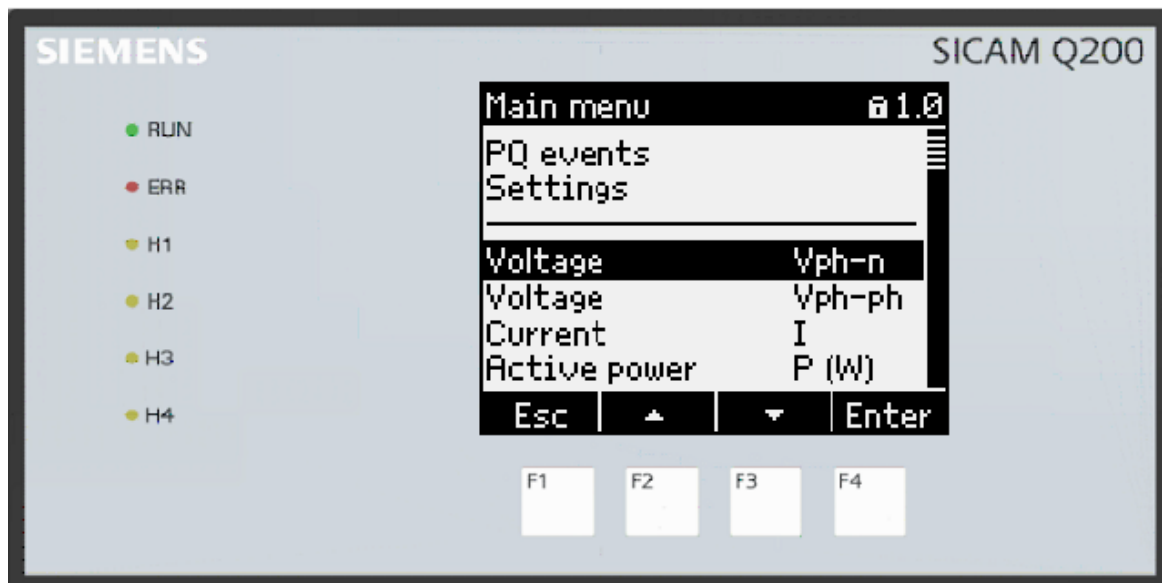 SIEMENS
SICAM Q200
RUN
ERR
H1
H2
H3
H4
Main menu 1.0
PQ events
Settings
Voltage Vph-n
Voltage Vph-ph
Current I
Active power P (W)
Esc ▲ ▼ Enter
F1 F2 F3 F4